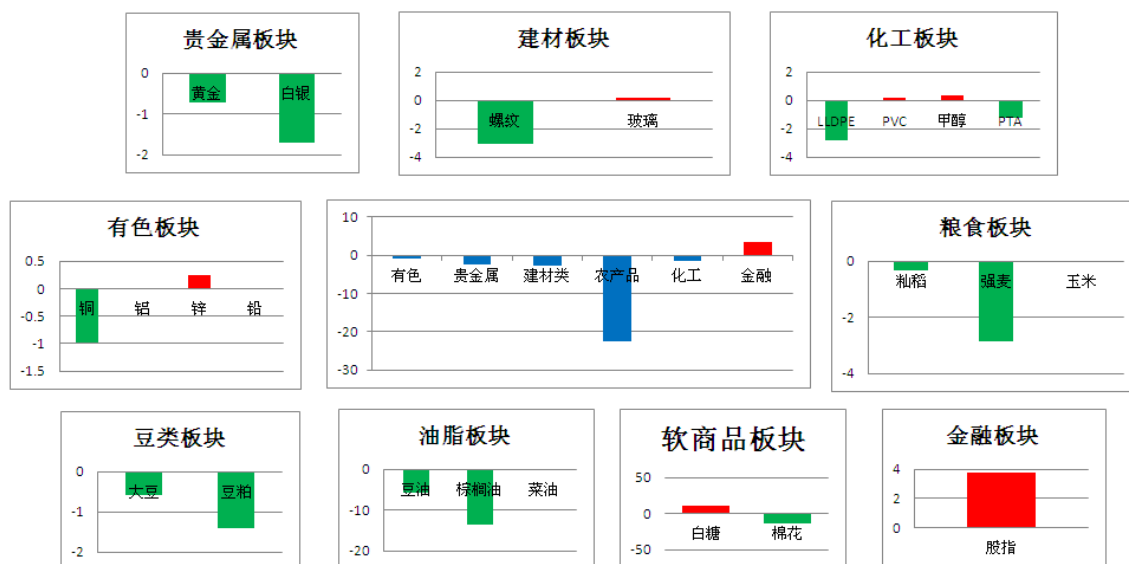 贵金属板块
0
-1
-2
黄金 白银
建材板块
2
0
-2
-4
螺纹 玻璃
化工板块
2
0
-2
-4
LLDPE PVC 甲醇 PTA
有色板块
0.5
0
-0.5
-1
-1.5
铜 铝 锌 铅
10
0
-10
-20
-30
有色 贵金属 建材类 农产品 化工 金融
粮食板块
0
-2
-4
籼稻 强麦 玉米
豆类板块
0
-1
-2
大豆 豆粕
油脂板块
0
-10
-20
豆油 棕榈油 菜油
软商品板块
50
0
-50
白糖 棉花
金融板块
4
2
0
股指